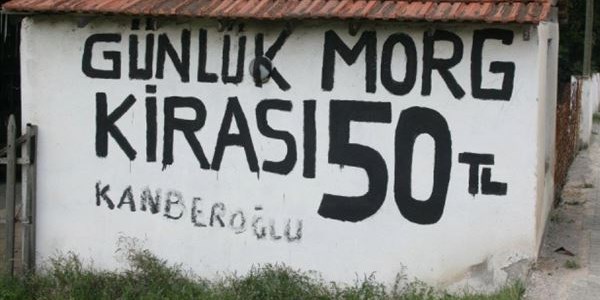 GÜNLÜK MORG
KİRASI 50 TL
KANBEROĞLU